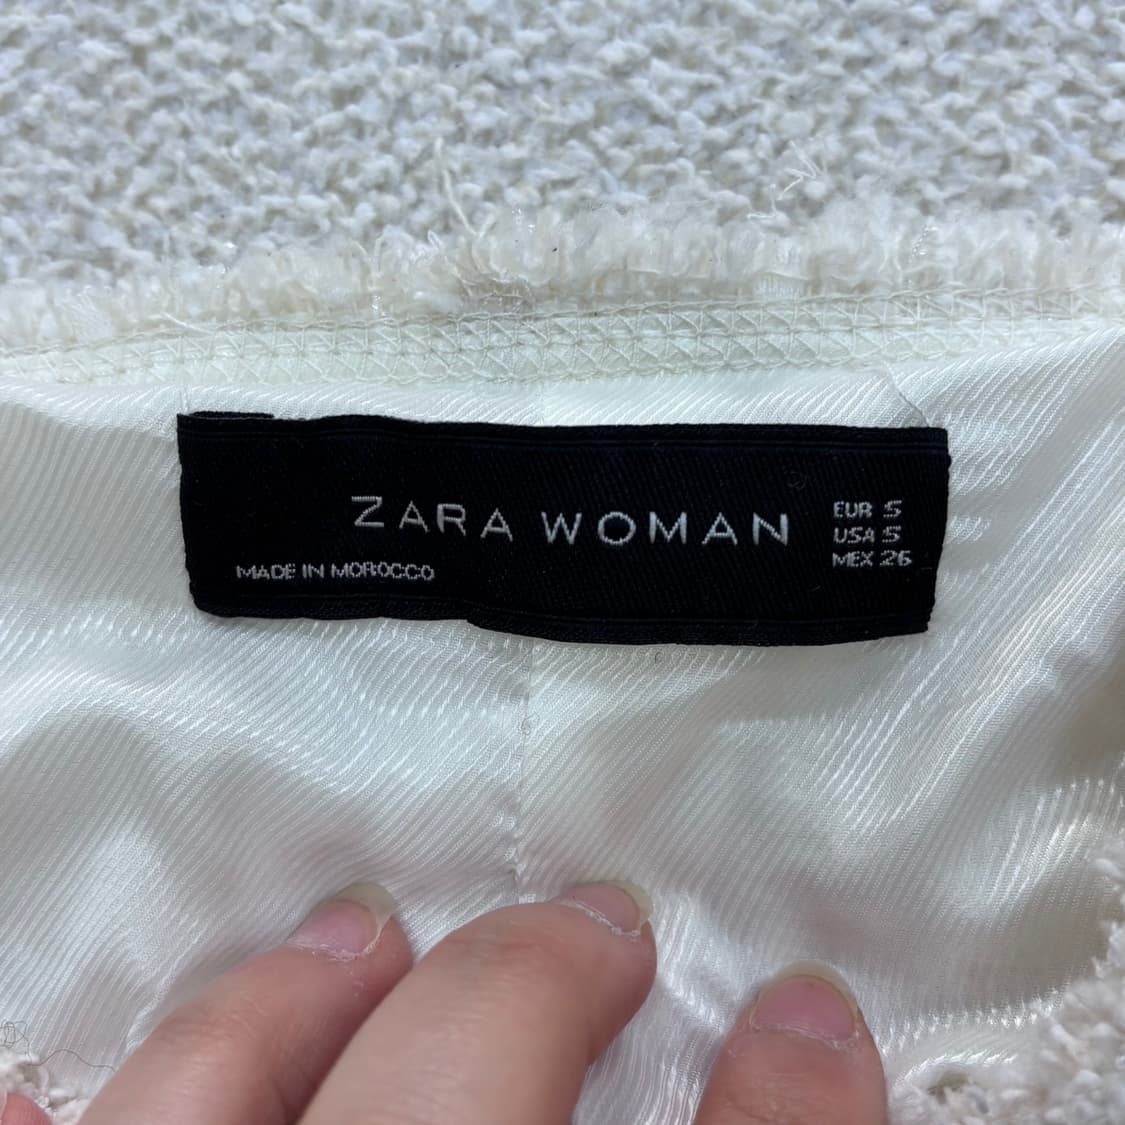 ZARA WOMAN
MADE IN MOROCCO
EUR S
USA S
MEX 26